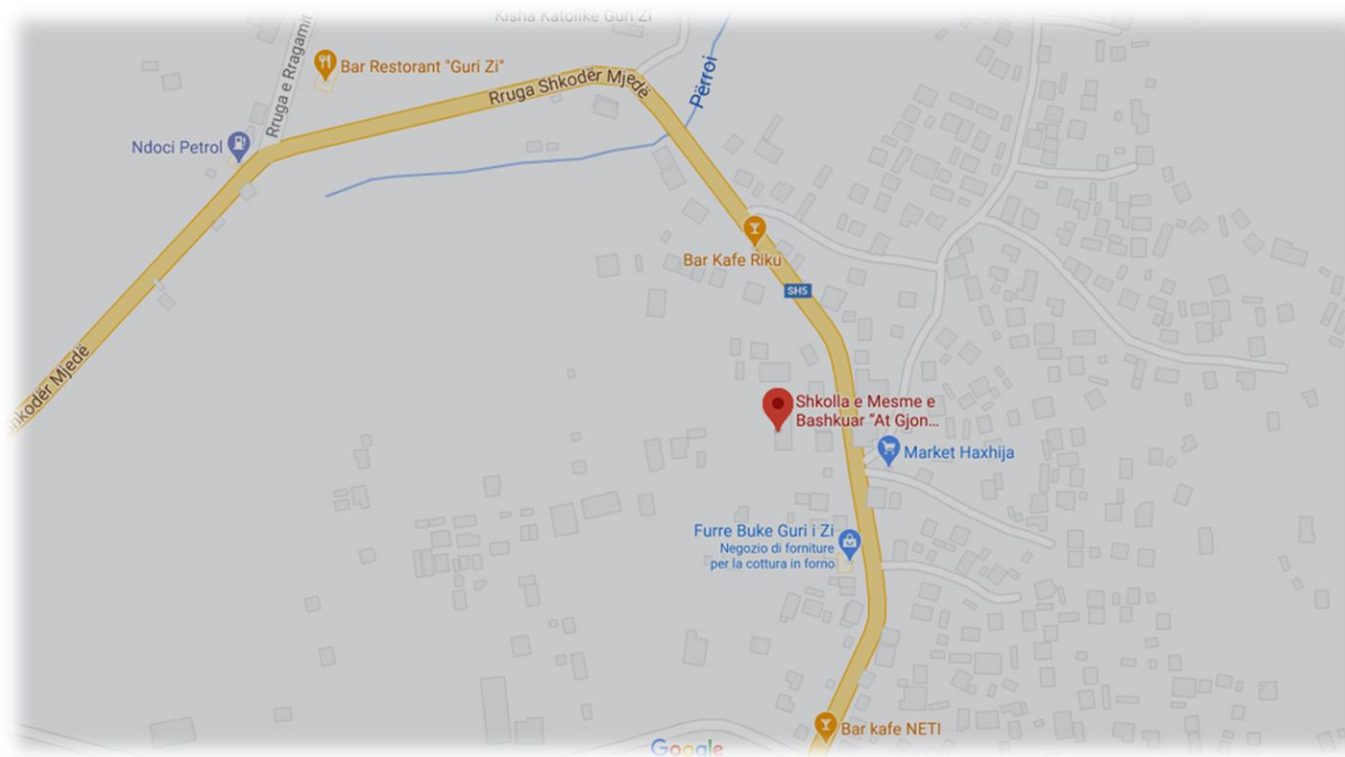 Kisha Katolike Guri Zi
Bar Restorant "Guri Zi"
Rruga e Rragamit
Rruga Shkodër Mjedë
Përroi
Ndoci Petrol
Bar Kafe Riku
SH5
Shkodër Mjedë
Shkolla e Mesme e
Bashkuar "At Gjon...
Market Haxhija
Furre Buke Guri i Zi
Negozio di forniture
per la cottura in forno
Bar kafe NETI
Google